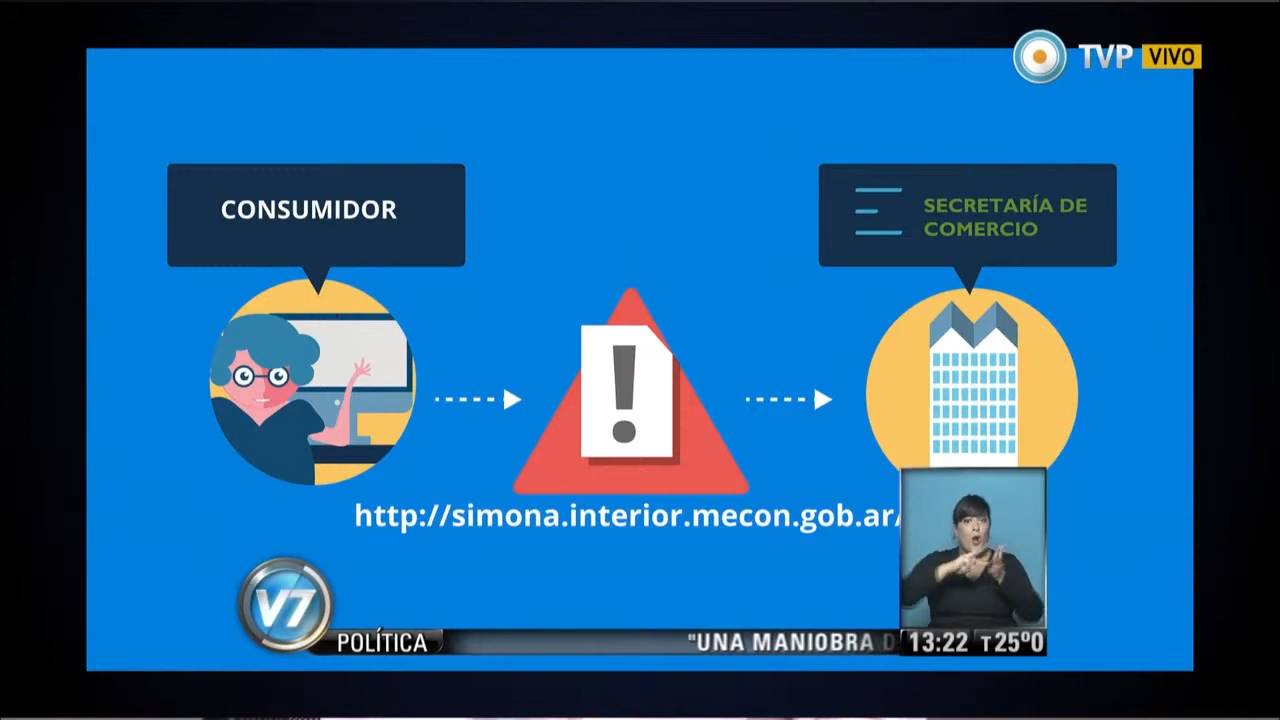 TVP VIVO
CONSUMIDOR
SECRETARÍA DE
COMERCIO
!
http://simona.interior.mecon.gob.ar/
V7
POLÍTICA
"UNA MANIOBRA
13:22 T25º0